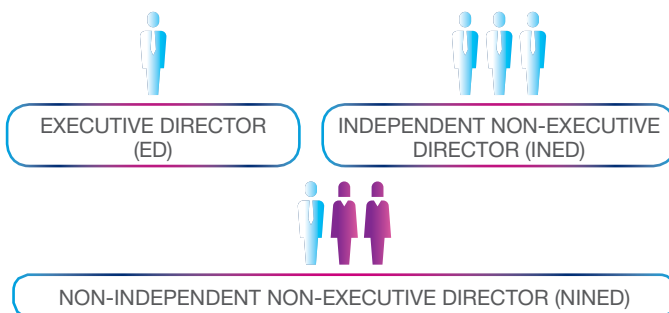 EXECUTIVE DIRECTOR
(ED)
INDEPENDENT NON-EXECUTIVE
DIRECTOR (INED)
NON-INDEPENDENT NON-EXECUTIVE DIRECTOR (NINED)